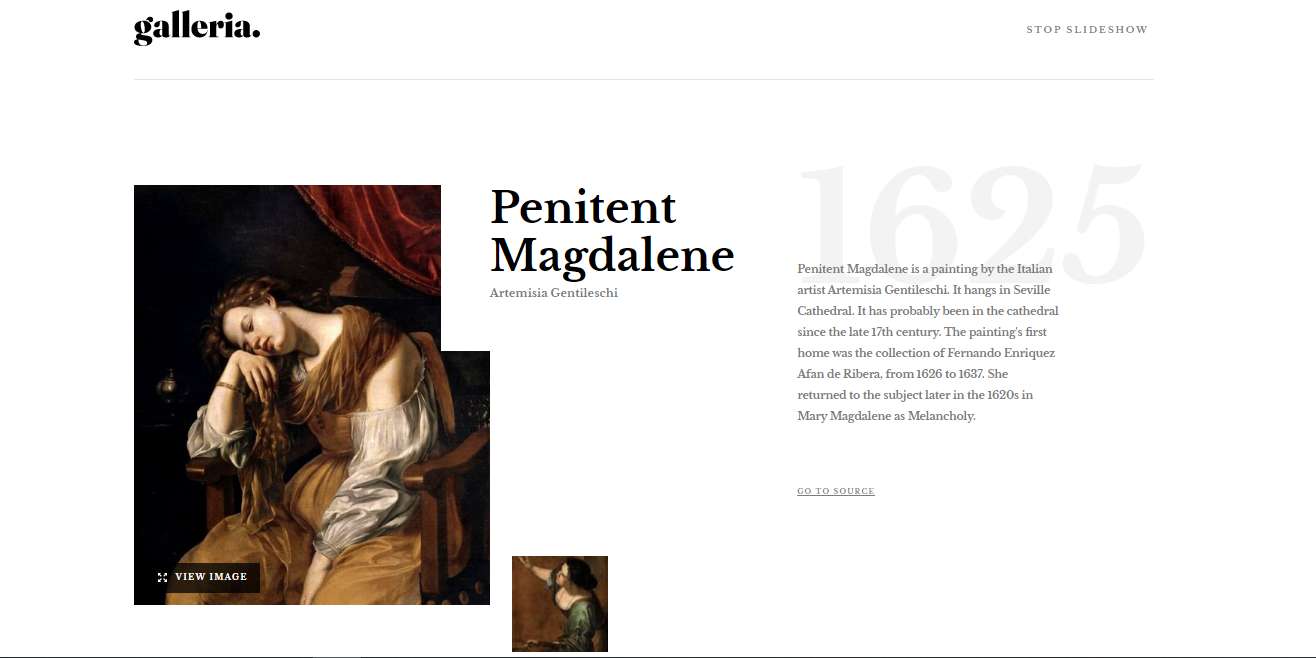 galleria.
STOP SLIDESHOW
1625
Penitent
Magdalene
Artemisia Gentileschi
Penitent Magdalene is a painting by the Italian
artist Artemisia Gentileschi. It hangs in Seville
Cathedral. It has probably been in the cathedral
since the late 17th century. The painting's first
home was the collection of Fernando Enriquez
Afan de Ribera, from 1626 to 1637. She
returned to the subject later in the 1620s in
Mary Magdalene as Melancholy.
GO TO SOURCE
VIEW IMAGE